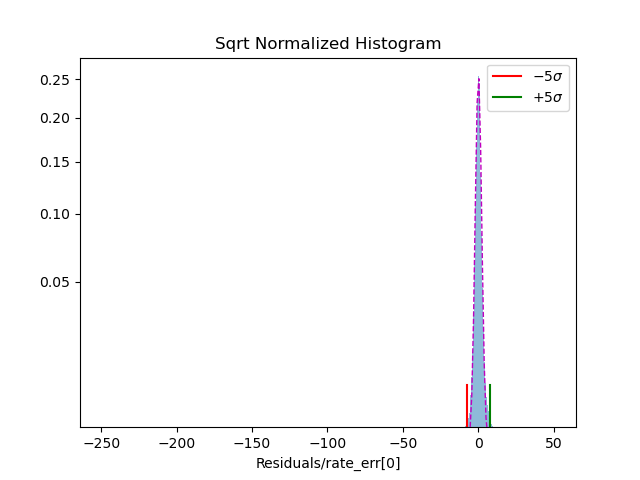 Sqrt Normalized Histogram
−5σ
+5σ
0.25
0.20
0.15
0.10
0.05
−250 −200 −150 −100 −50 0 50
Residuals/rate_err[0]